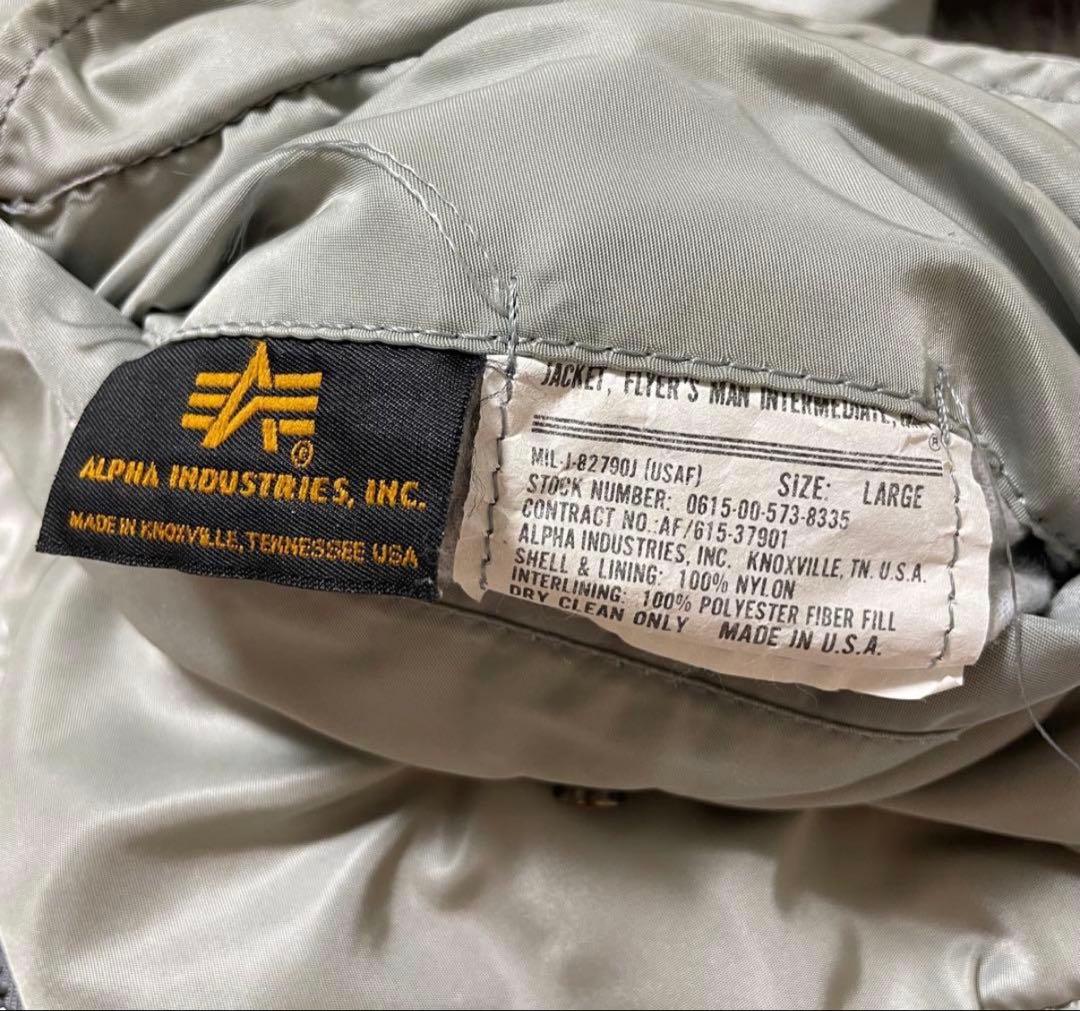 ALPHA INDUSTRIES, INC.
MADE IN KNOXVILLE, TENNESSEE USA
JACKET, FLYER'S MAN INTERMEDIATE,
MIL-J-82790J (USAF) SIZE: LARGE
STOCK NUMBER: 0615-00-573-8335
CONTRACT NO.:AF/615-37901
ALPHA INDUSTRIES, INC. KNOXVILLE, TN. U.S.A.
SHELL & LINING: 100% NYLON
INTERLINING: 100% POLYESTER FIBER FILL
DRY CLEAN ONLY MADE IN U.S.A.